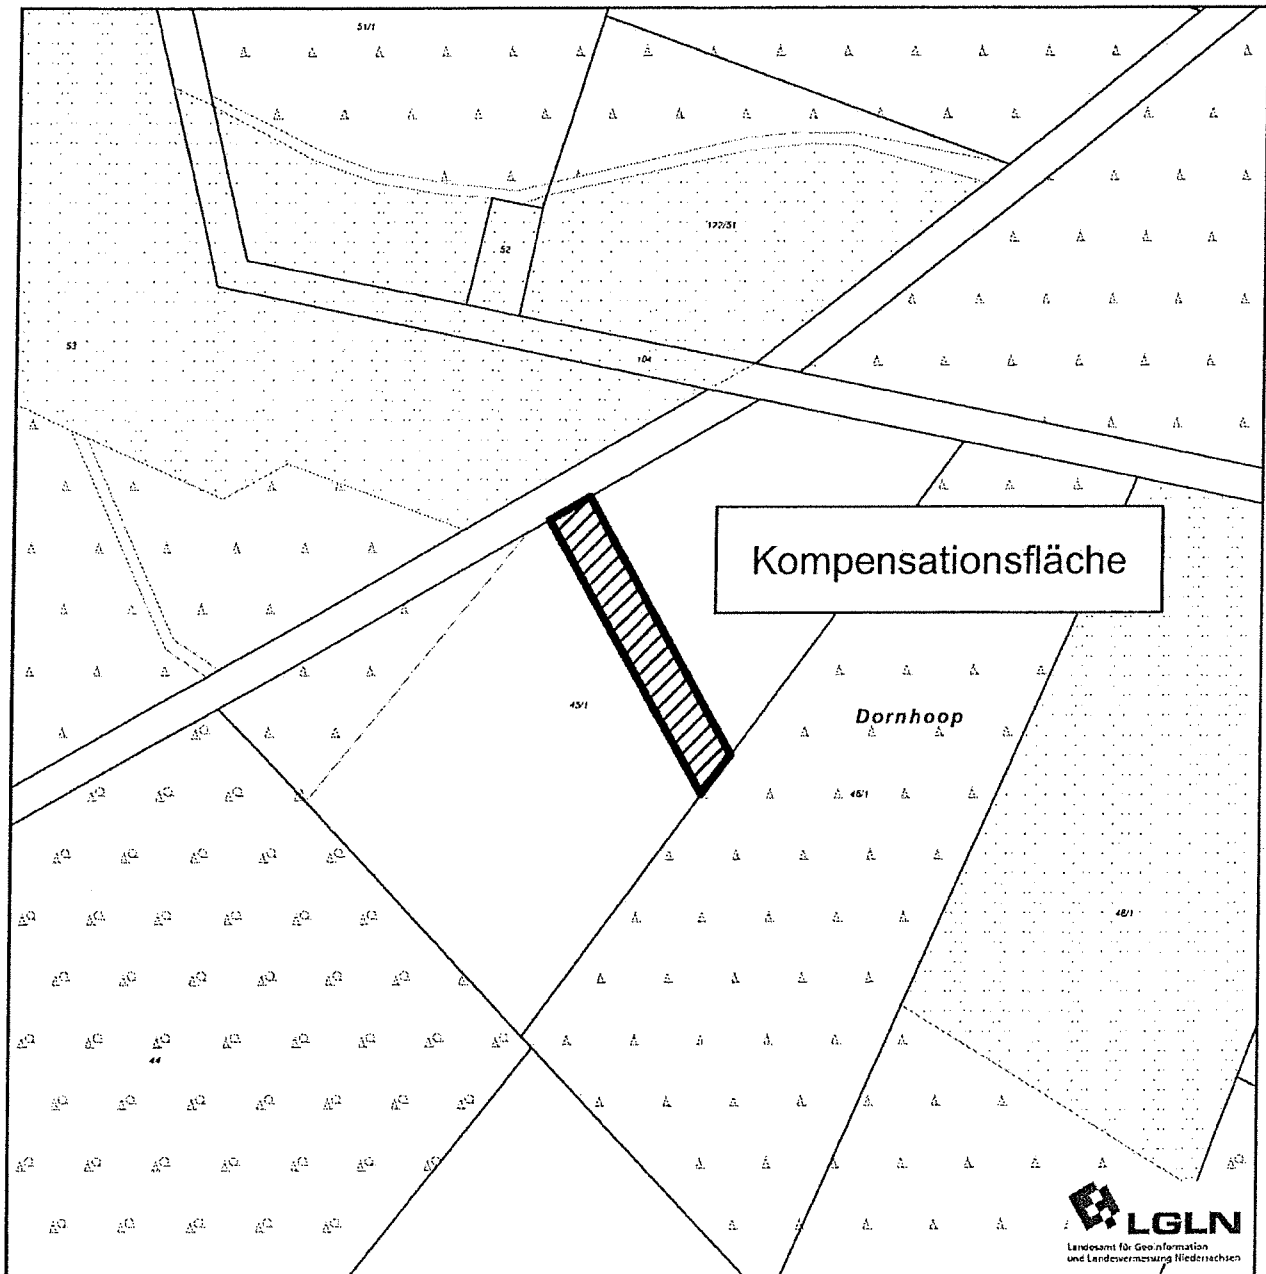 51/1
122/51
52
53
104
Kompensationsfläche
45/1
Dornhoop
46/1
48/1
44
LGLN
Landesamt für Geoinformation
und Landesvermessung Niedersachsen